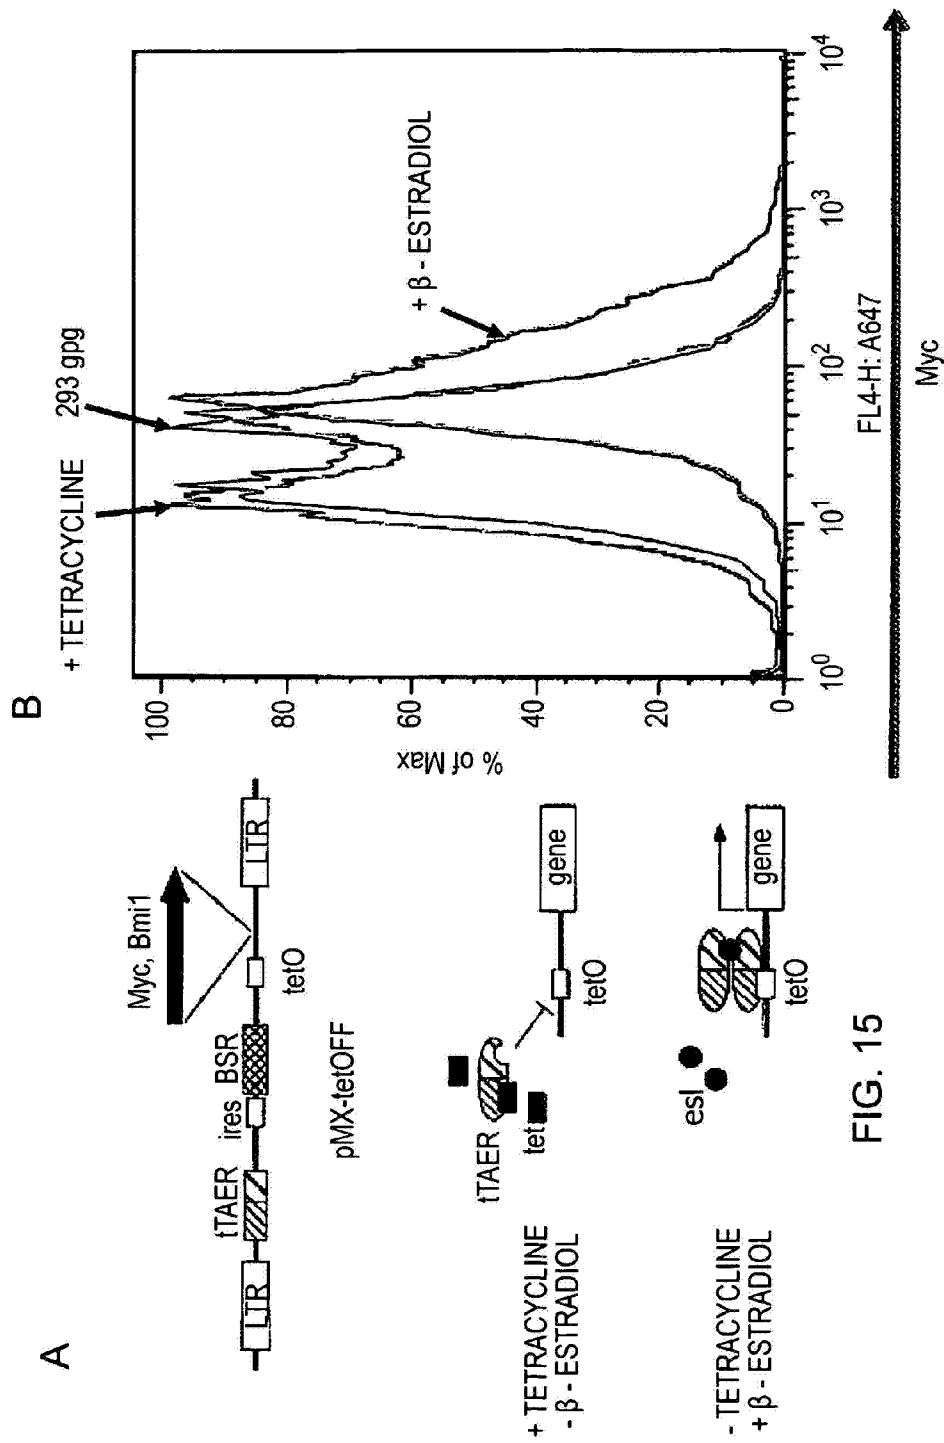 A
Myc, Bmi1
LTR
tTAER
ires
BSR
tetO
LTR
pMX-tetOFF
+ TETRACYCLINE
- β - ESTRADIOL
tTAER
tet
tetO
gene
- TETRACYCLINE
+ β - ESTRADIOL
esl
tetO
gene
B
+ TETRACYCLINE
293 gpg
+ β - ESTRADIOL
% of Max
100
80
60
40
20
0
10⁰
10¹
10²
10³
10⁴
FL4-H: A647
Myc
FIG. 15